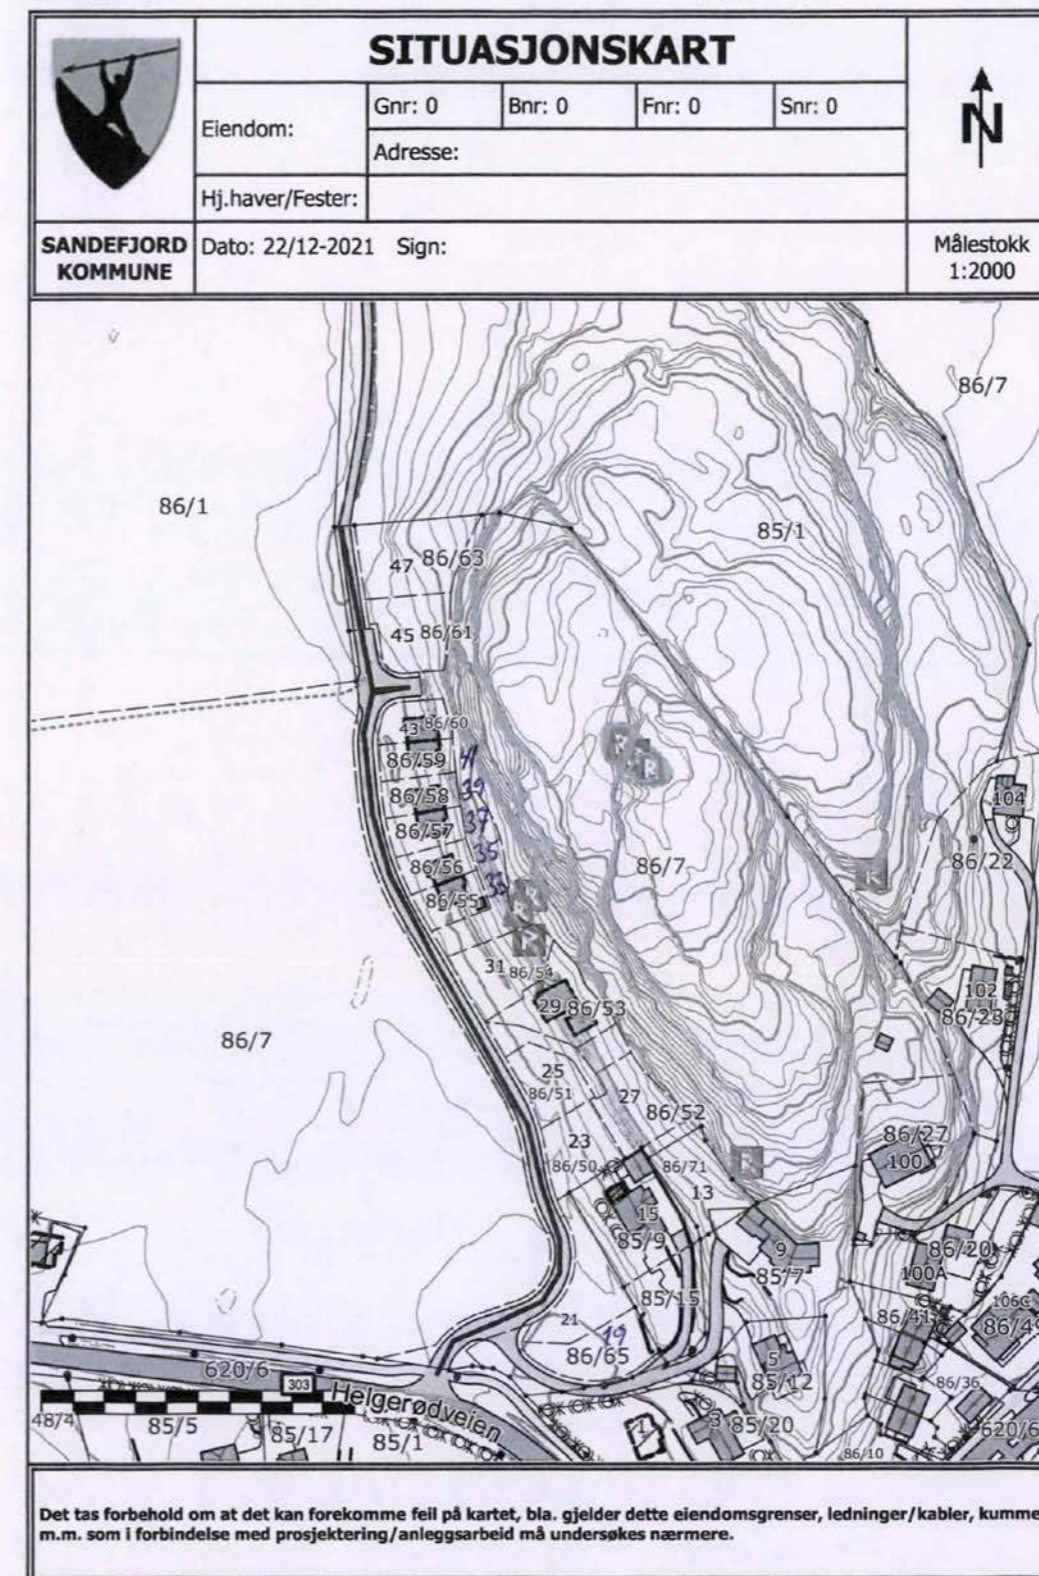 SITUASJONSKART
Eiendom:
Gnr: 0
Bnr: 0
Fnr: 0
Snr: 0
Adresse:
Hj.haver/Fester:
N
SANDEFJORD
KOMMUNE
Dato: 22/12-2021 Sign:
Målestokk
1:2000
86/7
86/1
85/1
47 86/63
45 86/61
43 86/60
86/59 41
86/58 39
86/57 37
35
86/56
86/55 33
R
R
104
86/22
86/7
K
R
R
R
31 86/54
29 86/53
102
86/23
86/7
25
86/51
27
86/52
23
86/50
86/71
R
13
86/27
100
15
85/9
9
85/7
86/20
100A
85/15
106C
86/41
86/4
21
19
86/65
5
85/12
620/6
303
Helgerødveien
86/36
48/4
85/5
85/17
85/1
1
3
85/20
86/10
620/6
Det tas forbehold om at det kan forekomme feil på kartet, bla. gjelder dette eiendomsgrenser, ledninger/kabler, kumme
m.m. som i forbindelse med prosjektering/anleggsarbeid må undersøkes nærmere.